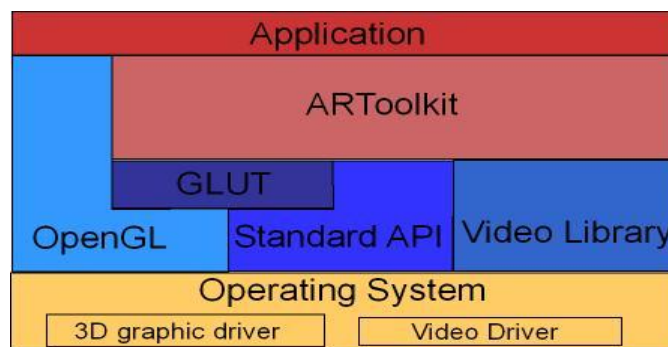 Application
ARToolkit
GLUT
OpenGL
Standard API
Video Library
Operating System
3D graphic driver
Video Driver